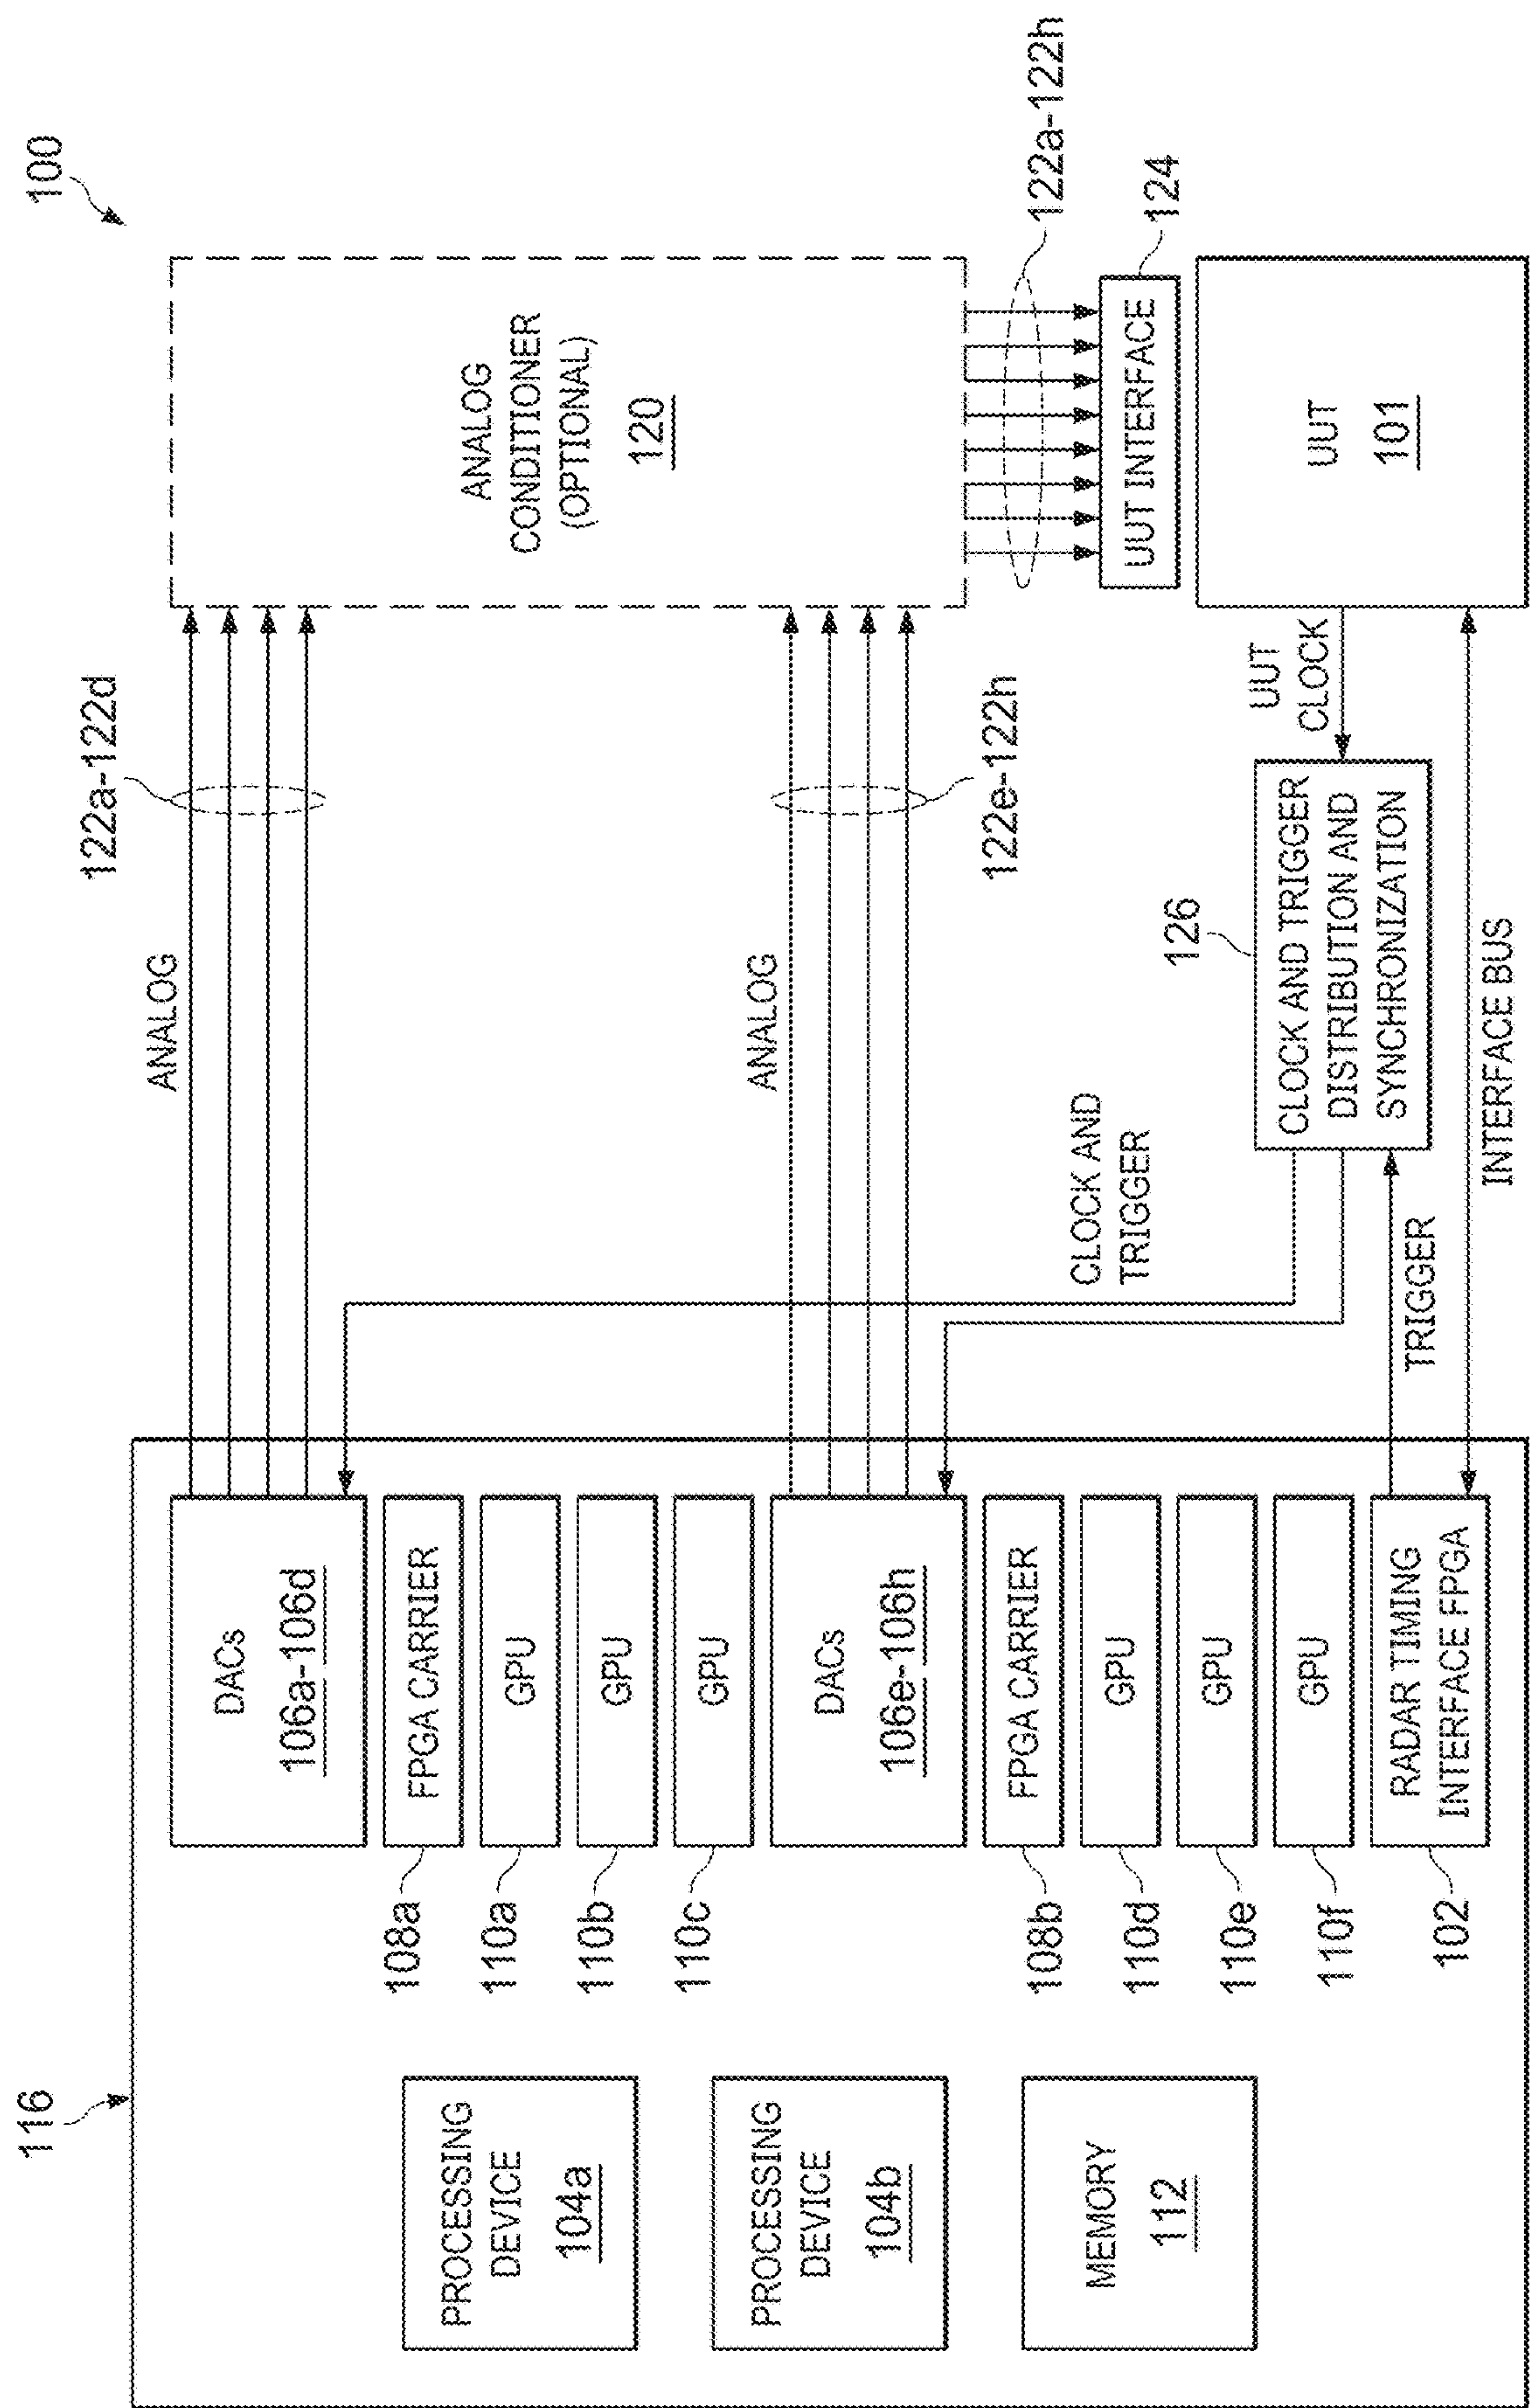 100
116
PROCESSING
DEVICE
104a
PROCESSING
DEVICE
104b
MEMORY
112
DACs
106a-106d
108a
FPGA CARRIER
110a
GPU
110b
GPU
110c
GPU
DACs
106e-106h
108b
FPGA CARRIER
110d
GPU
110e
GPU
110f
GPU
102
RADAR TIMING
INTERFACE FPGA
ANALOG
122a-122d
ANALOG
122e-122h
CLOCK AND
TRIGGER
TRIGGER
INTERFACE BUS
126
CLOCK AND TRIGGER
DISTRIBUTION AND
SYNCHRONIZATION
UUT
CLOCK
ANALOG
CONDITIONER
(OPTIONAL)
120
122a-122h
UUT INTERFACE
124
UUT
101